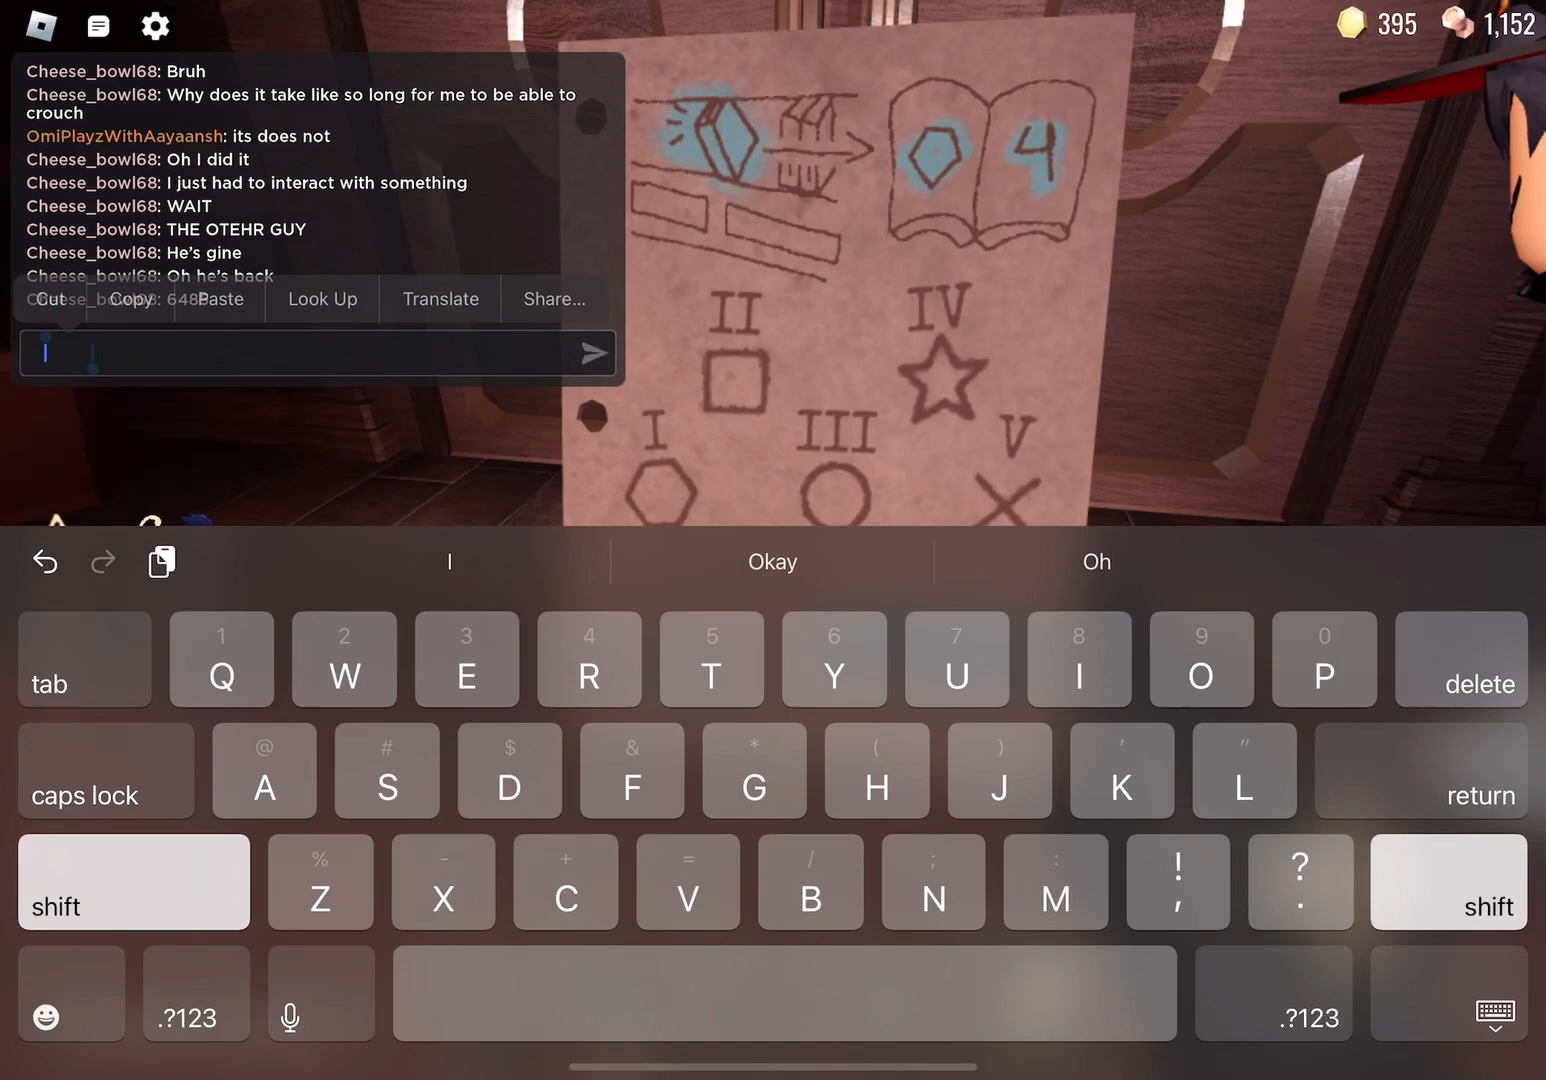 395
1,152
Cheese_bowl68: Bruh
Cheese_bowl68: Why does it take like so long for me to be able to
crouch
OmiPlayzWithAayaansh: its does not
Cheese_bowl68: Oh I did it
Cheese_bowl68: I just had to interact with something
Cheese_bowl68: WAIT
Cheese_bowl68: THE OTEHR GUY
Cheese_bowl68: He’s gine
Cheese_bowl68: Oh he’s back
Cut Copy Paste Look Up Translate Share...
4
II IV
I III V
I Okay Oh
1 2 3 4 5 6 7 8 9 0
tab Q W E R T Y U I O P delete
@ # $ & * ( ) ' "
caps lock A S D F G H J K L return
% - + = / ; : ! ?
shift Z X C V B N M , . shift
.?123 .?123